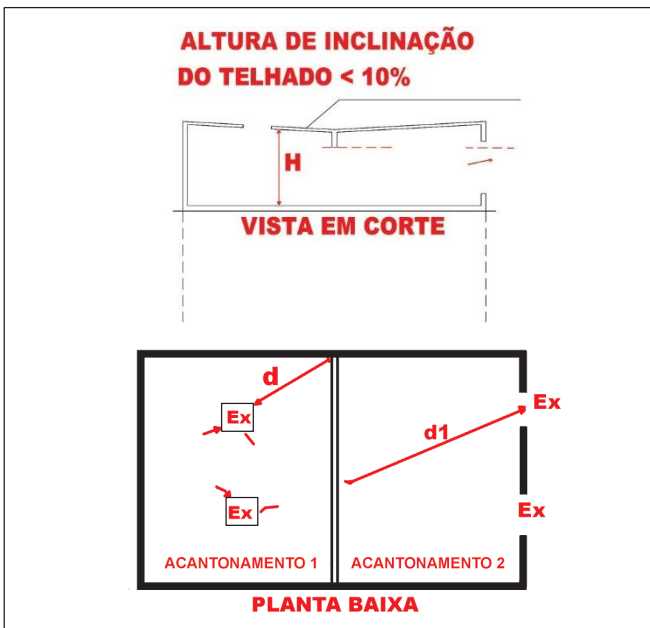 ALTURA DE INCLINAÇÃO
DO TELHADO < 10%
H
VISTA EM CORTE
d
Ex
Ex
d1
Ex
Ex
ACANTONAMENTO 1
ACANTONAMENTO 2
PLANTA BAIXA